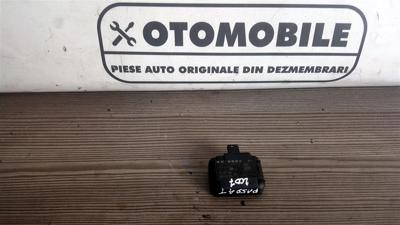 OTOMOBILE
PIESE AUTO ORIGINALE DIN DEZMEMBRARI
PASSAT
2007